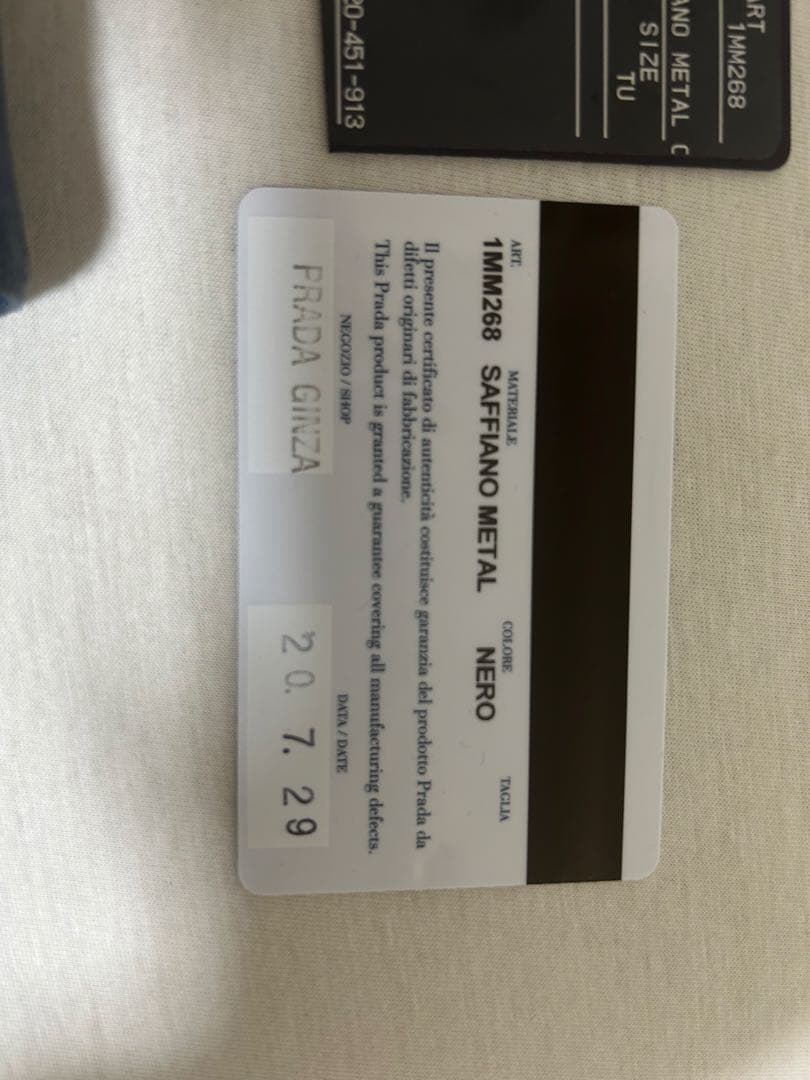 ART
1MM268
ANO METAL C
SIZE
TU
20-451-913
ART. MATERIALE COLORE TAGLIA
1MM268 SAFFIANO METAL NERO
Il presente certificato di autenticità costituisce garanzia del prodotto Prada da
difetti originari di fabbricazione.
This Prada product is granted a guarantee covering all manufacturing defects.
NEGOZIO / SHOP DATA / DATE
PRADA GINZA 20. 7. 29